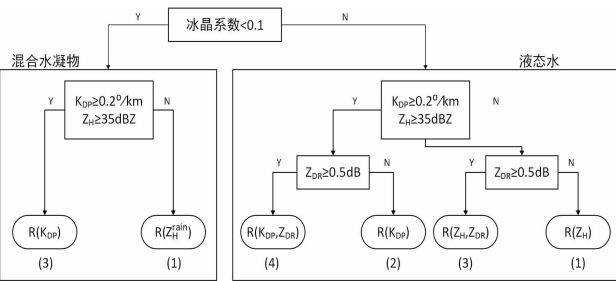 冰晶系数<0.1
Y
N
混合水凝物
液态水
Y
K_DP≥0.2⁰/km
Z_H≥35dBZ
N
Y
K_DP≥0.2⁰/km
Z_H≥35dBZ
N
Y
Z_DR≥0.5dB
N
Y
Z_DR≥0.5dB
N
R(K_DP)
R(Z_H^rain)
R(K_DP,Z_DR)
R(K_DP)
R(Z_H,Z_DR)
R(Z_H)
(3)
(1)
(4)
(2)
(3)
(1)